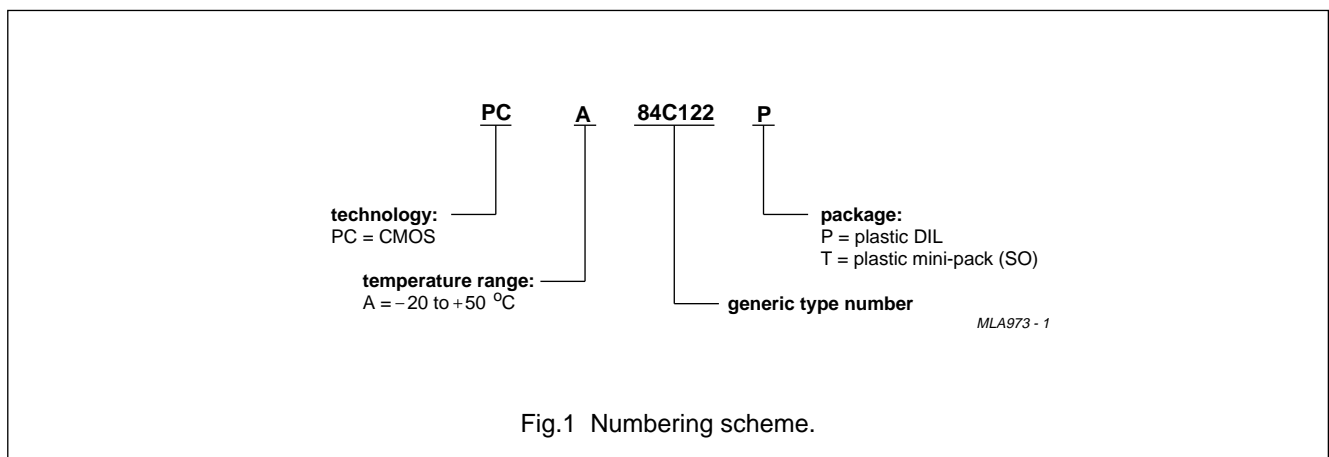 PC A 84C122 P
technology:
PC = CMOS
temperature range:
A = −20 to +50 °C
package:
P = plastic DIL
T = plastic mini-pack (SO)
generic type number
MLA973 - 1
Fig.1 Numbering scheme.